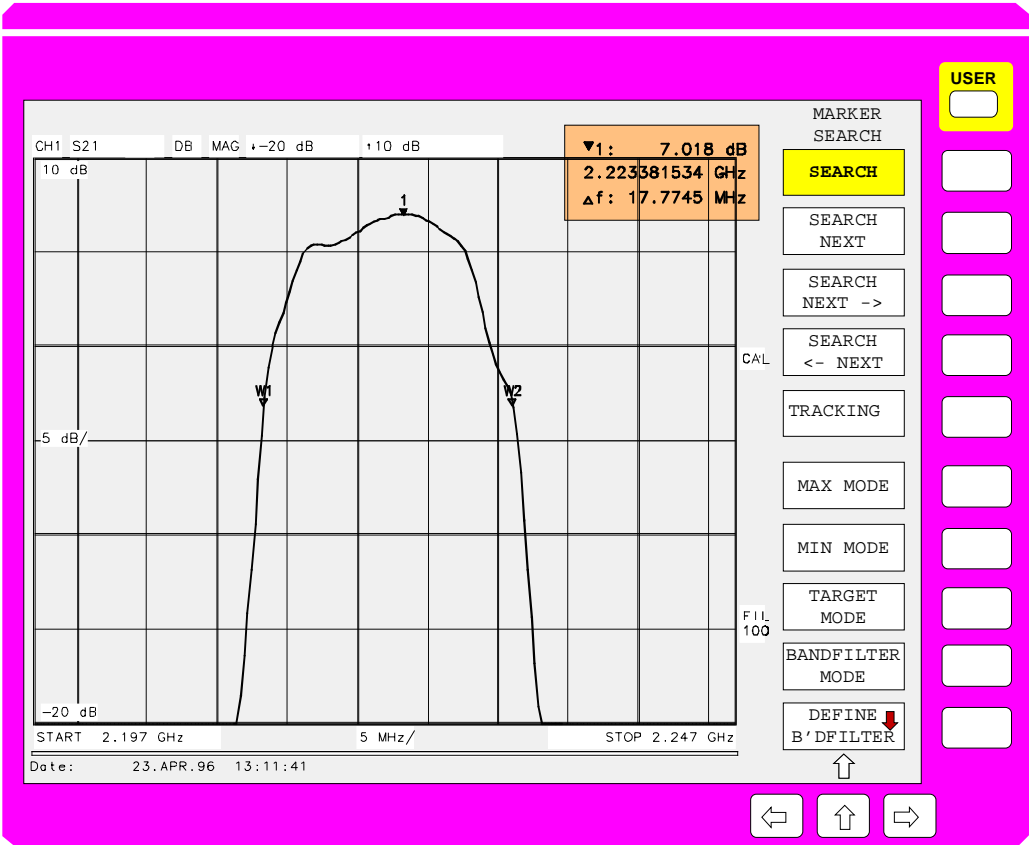 USER
MARKER
SEARCH
CH1 S21 DB MAG ↓-20 dB ↑10 dB
▼1: 7.018 dB
2.223381534 GHz
△f: 17.7745 MHz
10 dB
1
W1
W2
5 dB/
-20 dB
CAL
FIL
100
START 2.197 GHz 5 MHz/ STOP 2.247 GHz
Date: 23.APR.96 13:11:41
SEARCH
SEARCH
NEXT
SEARCH
NEXT ->
SEARCH
<- NEXT
TRACKING
MAX MODE
MIN MODE
TARGET
MODE
BANDFILTER
MODE
DEFINE
B'DFILTER